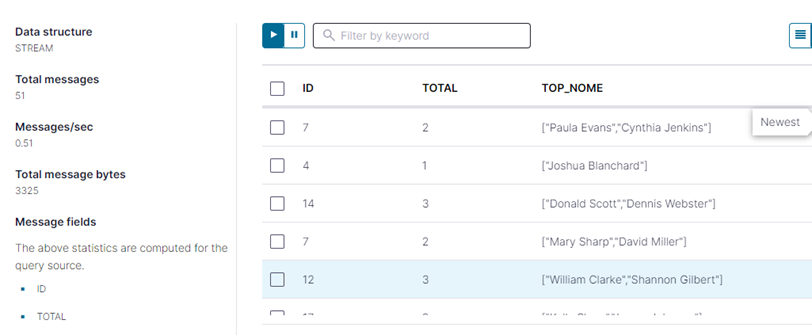 Data structure
STREAM
Total messages
51
Messages/sec
0.51
Total message bytes
3325
Message fields
The above statistics are computed for the
query source.
ID
TOTAL
Filter by keyword
ID TOTAL TOP_NOME
Newest
7 2 ["Paula Evans","Cynthia Jenkins"]
4 1 ["Joshua Blanchard"]
14 3 ["Donald Scott","Dennis Webster"]
7 2 ["Mary Sharp","David Miller"]
12 3 ["William Clarke","Shannon Gilbert"]